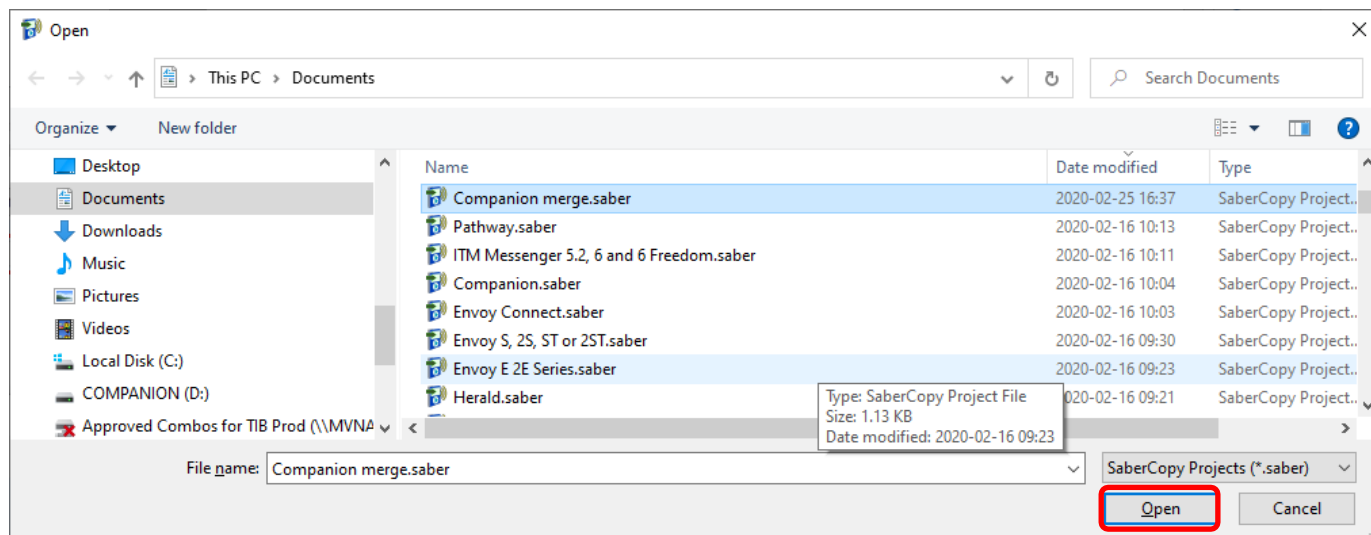 Open
This PC > Documents
Search Documents
Organize
New folder
Desktop
Documents
Downloads
Music
Pictures
Videos
Local Disk (C:)
COMPANION (D:)
Approved Combos for TIB Prod (\\MVNA
Name Date modified Type
Companion merge.saber 2020-02-25 16:37 SaberCopy Project..
Pathway.saber 2020-02-16 10:13 SaberCopy Project..
ITM Messenger 5.2, 6 and 6 Freedom.saber 2020-02-16 10:11 SaberCopy Project..
Companion.saber 2020-02-16 10:04 SaberCopy Project..
Envoy Connect.saber 2020-02-16 10:03 SaberCopy Project..
Envoy S, 2S, ST or 2ST.saber 2020-02-16 09:30 SaberCopy Project..
Envoy E 2E Series.saber 2020-02-16 09:23 SaberCopy Project..
Herald.saber 020-02-16 09:21 SaberCopy Project..
Type: SaberCopy Project File
Size: 1.13 KB
Date modified: 2020-02-16 09:23
File name: Companion merge.saber
SaberCopy Projects (*.saber)
Open
Cancel